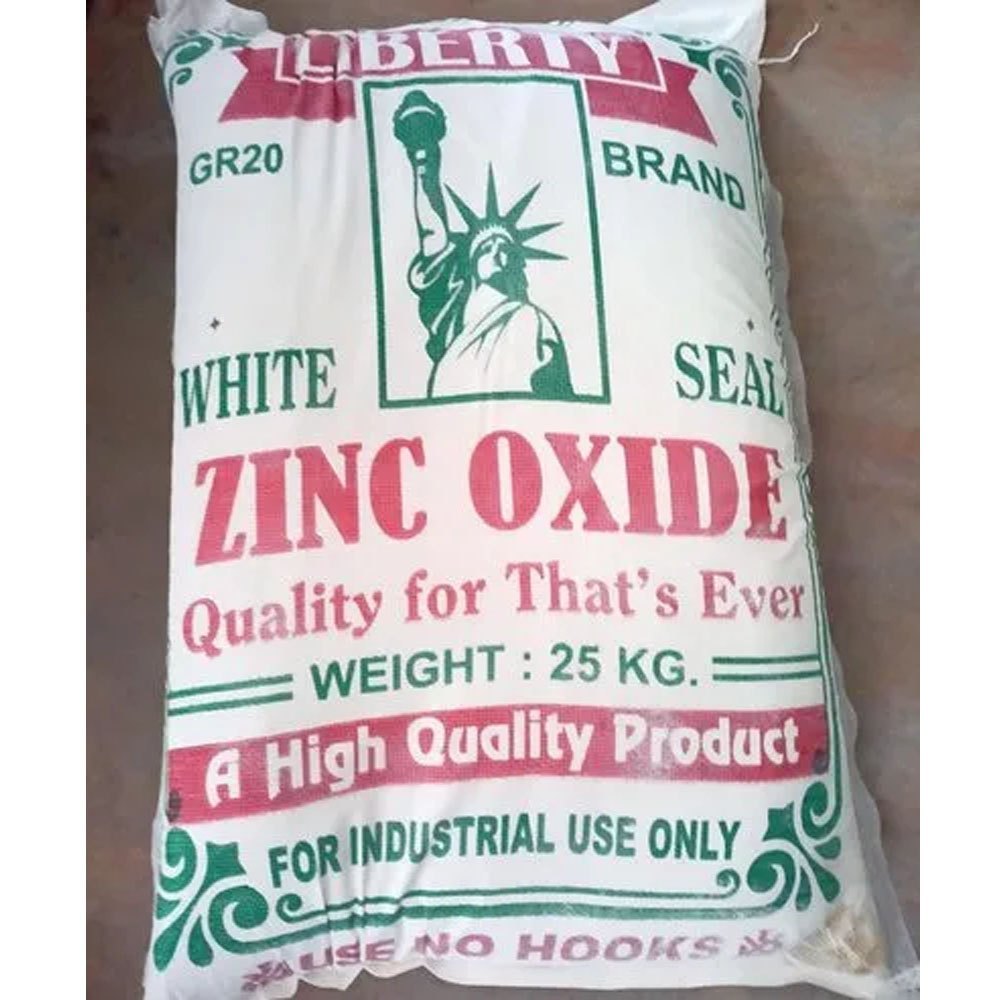 LIBERTY
GR20 BRAND
WHITE SEAL
ZINC OXIDE
Quality for That's Ever
WEIGHT : 25 KG.
A High Quality Product
FOR INDUSTRIAL USE ONLY
USE NO HOOKS